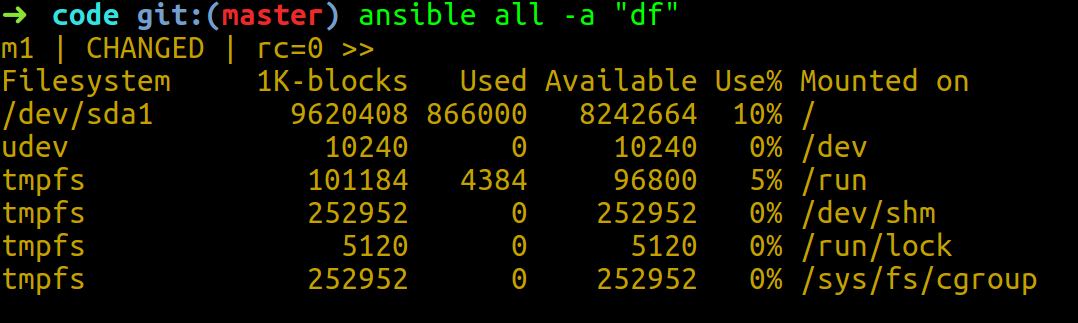 ➜ code git:(master) ansible all -a "df"
m1 | CHANGED | rc=0 >>
Filesystem     1K-blocks   Used Available Use% Mounted on
/dev/sda1        9620408 866000   8242664  10% /
udev               10240      0     10240   0% /dev
tmpfs             101184   4384     96800   5% /run
tmpfs             252952      0    252952   0% /dev/shm
tmpfs               5120      0      5120   0% /run/lock
tmpfs             252952      0    252952   0% /sys/fs/cgroup